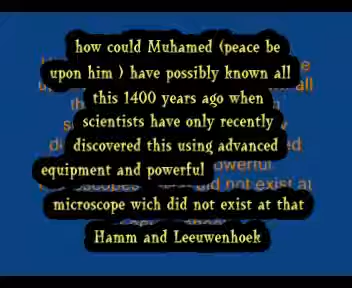 how could Muhamed (peace be
upon him ) have possibly known all
this 1400 years ago when
scientists have only recently
discovered this using advanced
equipment and powerful
microscope wich did not exist at that
Hamm and Leeuwenhoek